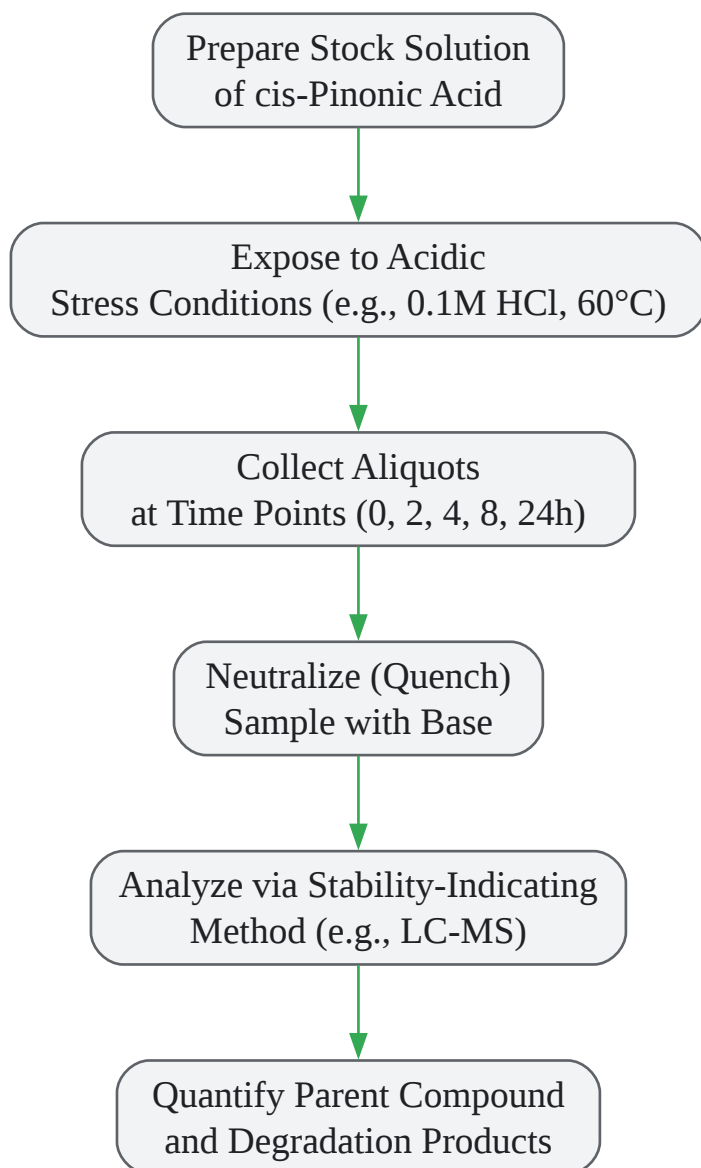 Prepare Stock Solution
of cis-Pinonic Acid
Expose to Acidic
Stress Conditions (e.g., 0.1M HCl, 60°C)
Collect Aliquots
at Time Points (0, 2, 4, 8, 24h)
Neutralize (Quench)
Sample with Base
Analyze via Stability-Indicating
Method (e.g., LC-MS)
Quantify Parent Compound
and Degradation Products